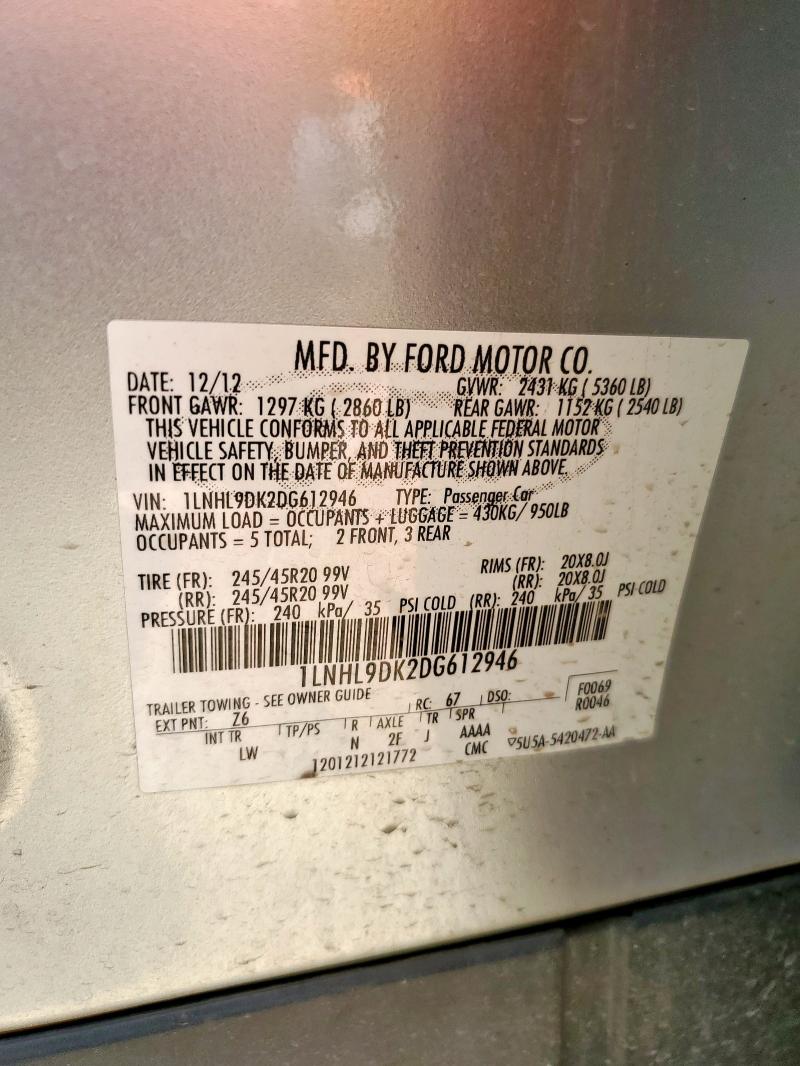 MFD. BY FORD MOTOR CO.
DATE: 12/12 GVWR: 2431 KG ( 5360 LB)
FRONT GAWR: 1297 KG ( 2860 LB) REAR GAWR: 1152 KG ( 2540 LB)
THIS VEHICLE CONFORMS TO ALL APPLICABLE FEDERAL MOTOR
VEHICLE SAFETY, BUMPER, AND THEFT PREVENTION STANDARDS
IN EFFECT ON THE DATE OF MANUFACTURE SHOWN ABOVE.
VIN: 1LNHL9DK2DG612946 TYPE: Passenger Car
MAXIMUM LOAD = OCCUPANTS + LUGGAGE = 430KG/ 950LB
OCCUPANTS = 5 TOTAL; 2 FRONT, 3 REAR
TIRE (FR): 245/45R20 99V RIMS (FR): 20X8.0J
(RR): 245/45R20 99V (RR): 20X8.0J
PRESSURE (FR): 240 kPa/ 35 PSI COLD (RR): 240 kPa/ 35 PSI COLD
1LNHL9DK2DG612946
TRAILER TOWING - SEE OWNER GUIDE
EXT PNT: Z6 RC: 67 DSO: F0069
R0046
INT TR TP/PS R AXLE TR SPR
LW N 2F J AAAA
CMC ▽5U5A-5420472-AA
1201212121772